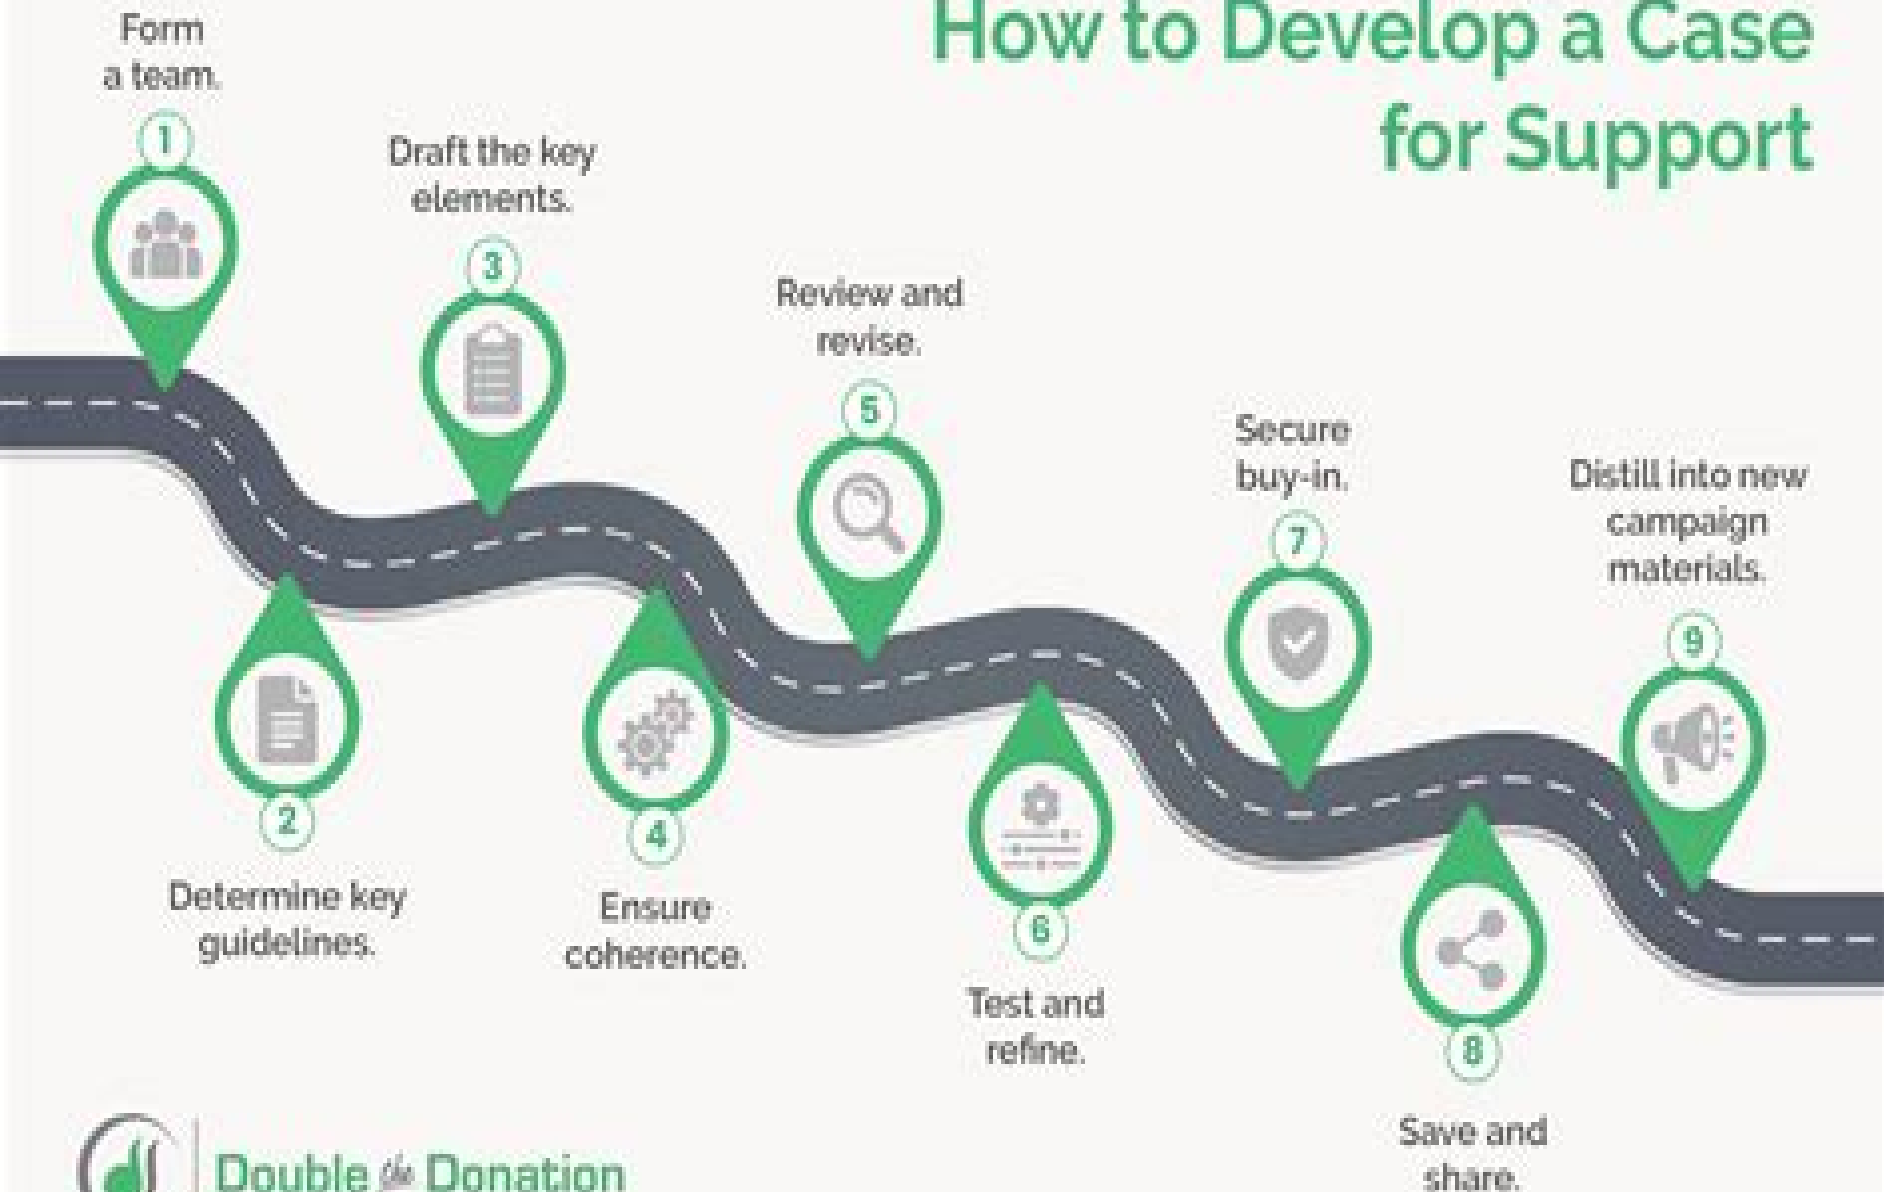 How to Develop a Case
for Support
Form
a team.
1
2
Determine key
guidelines.
Draft the key
elements.
3
4
Ensure
coherence.
Review and
revise.
5
6
Test and
refine.
Secure
buy-in.
7
8
Save and
share.
Distill into new
campaign
materials.
9
Double the Donation